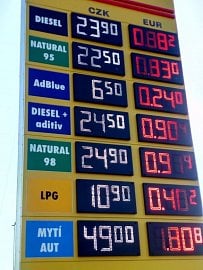 CZK EUR
DIESEL 23 90 0.882
NATURAL 95 22 50 0.830
AdBlue 6 50 0.240
DIESEL + aditiv 24 50 0.904
NATURAL 98 24 90
LPG 10 90 0.402
MYTÍ AUT 49 00 1.808